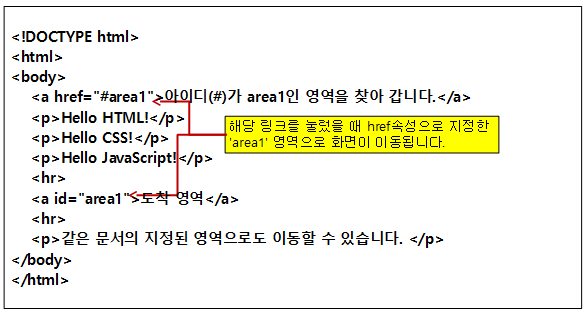 <!DOCTYPE html>
<html>
<body>
<a href="#area1">아이디(#)가 area1인 영역을 찾아 갑니다.</a>
<p>Hello HTML!</p>
<p>Hello CSS!</p>
<p>Hello JavaScript!</p>
<hr>
<a id="area1">도착 영역</a>
<hr>
<p>같은 문서의 지정된 영역으로도 이동할 수 있습니다. </p>
</body>
</html>
해당 링크를 눌렀을 때 href속성으로 지정한
'area1' 영역으로 화면이 이동됩니다.